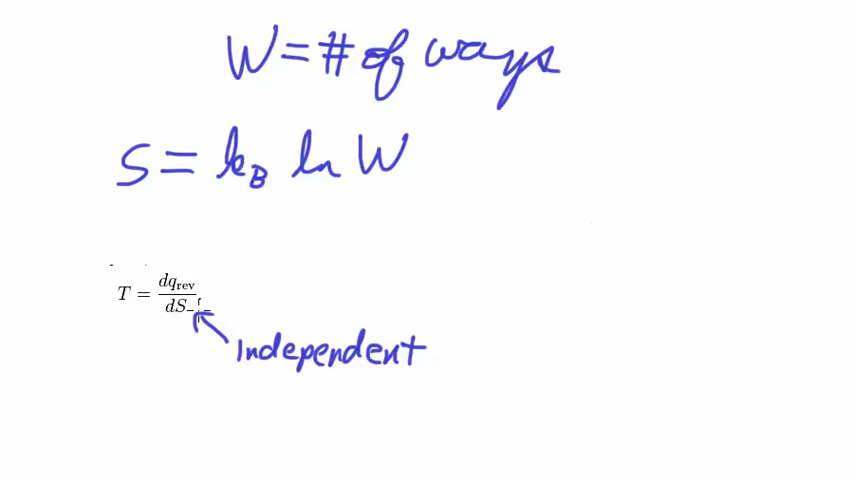 W = # of ways
S = k_B ln W
T = dq_rev / dS
Independent